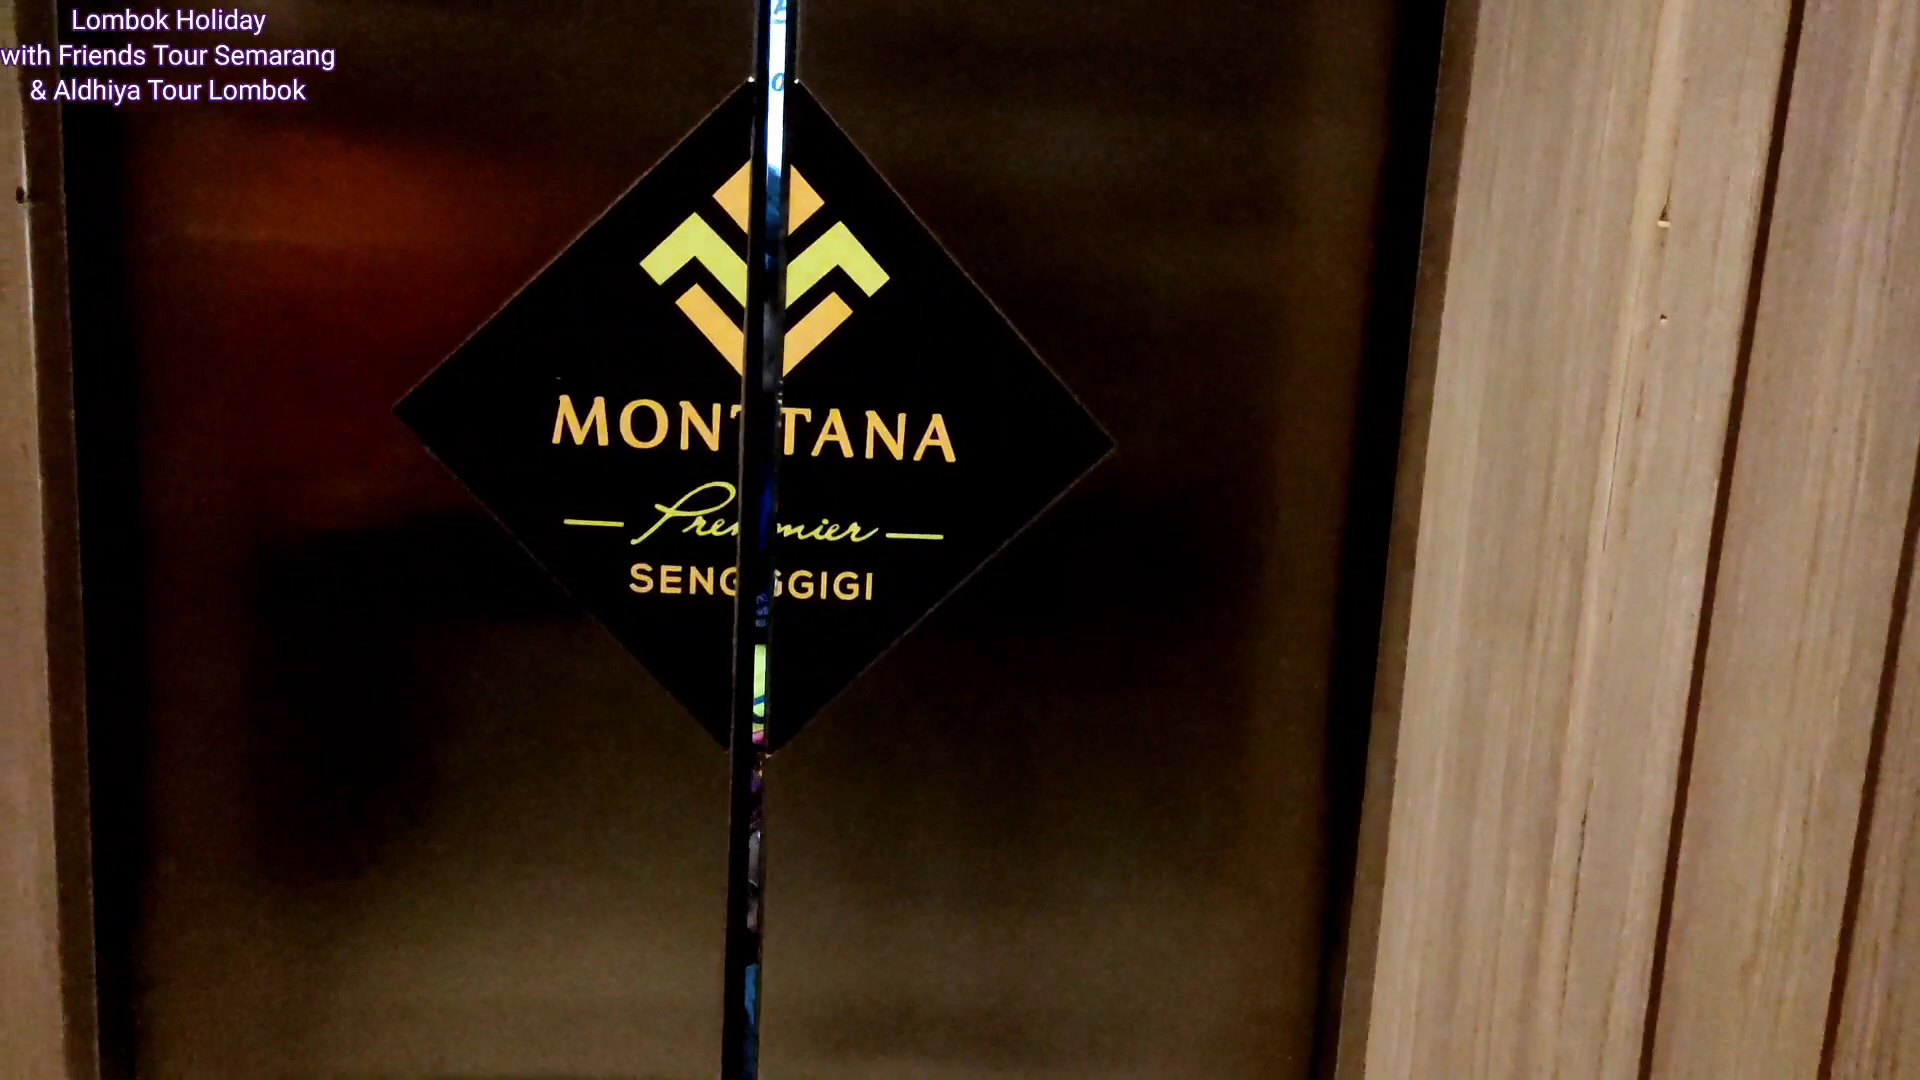 Lombok Holiday
with Friends Tour Semarang
& Aldhiya Tour Lombok
MONTANA
Premier
SENGGIGI